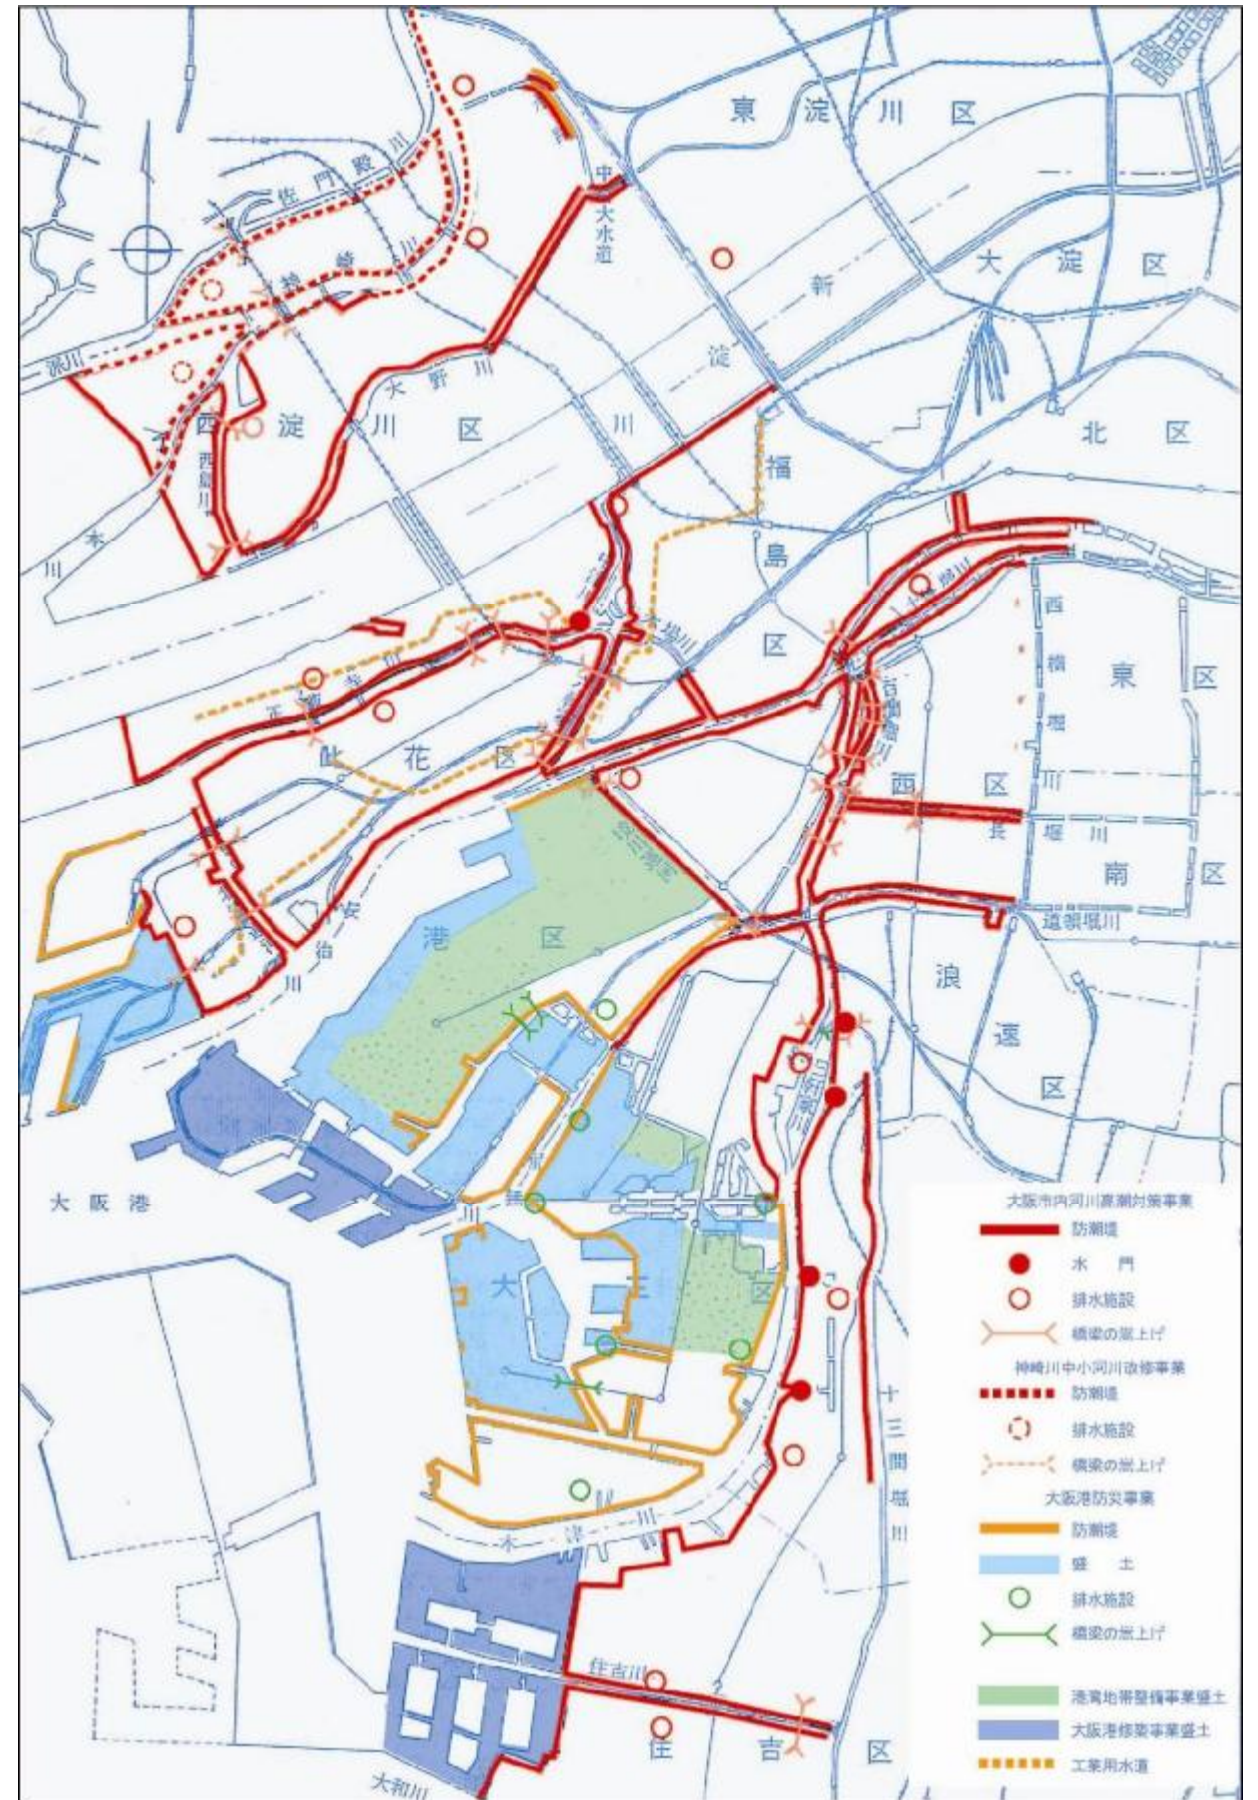 東淀川区
佐門殿川
中
大水道
神崎川
大淀区
新淀川
派川
大野川
西淀川区
西島川
北区
福島区
六軒家川
正蓮寺川
此花区
西横堀川
東区
西区
長堀川
南区
道頓堀川
安治川
港区
浪速区
大阪港
大正区
十三間堀川
木津川
住吉川
住吉区
大和川
大阪市内河川高潮対策事業
防潮堤
水門
排水施設
橋梁の嵩上げ
神崎川中小河川改修事業
防潮堤
排水施設
橋梁の嵩上げ
大阪港防災事業
防潮堤
盛土
排水施設
橋梁の嵩上げ
港湾地帯整備事業盛土
大阪港修築事業盛土
工業用水道